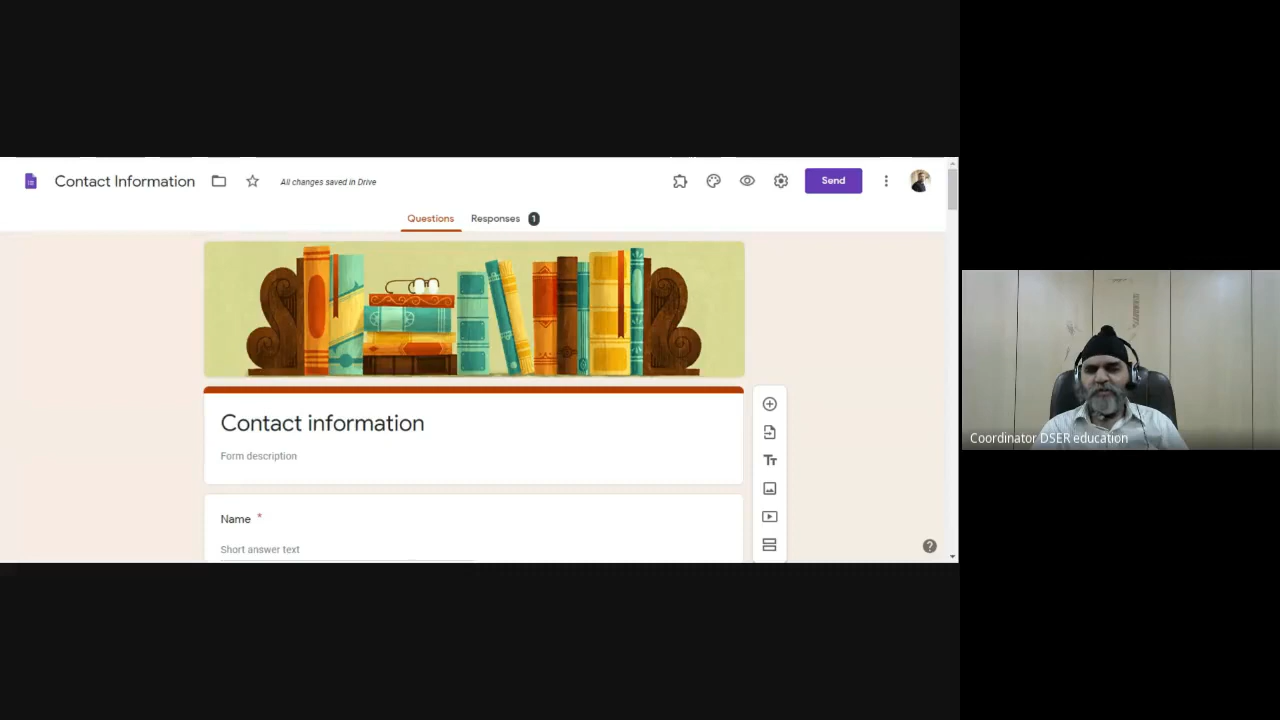 Contact Information
All changes saved in Drive
Send
Questions
Responses 1
Contact information
Form description
Tт
Name *
Short answer text
Coordinator DSER education